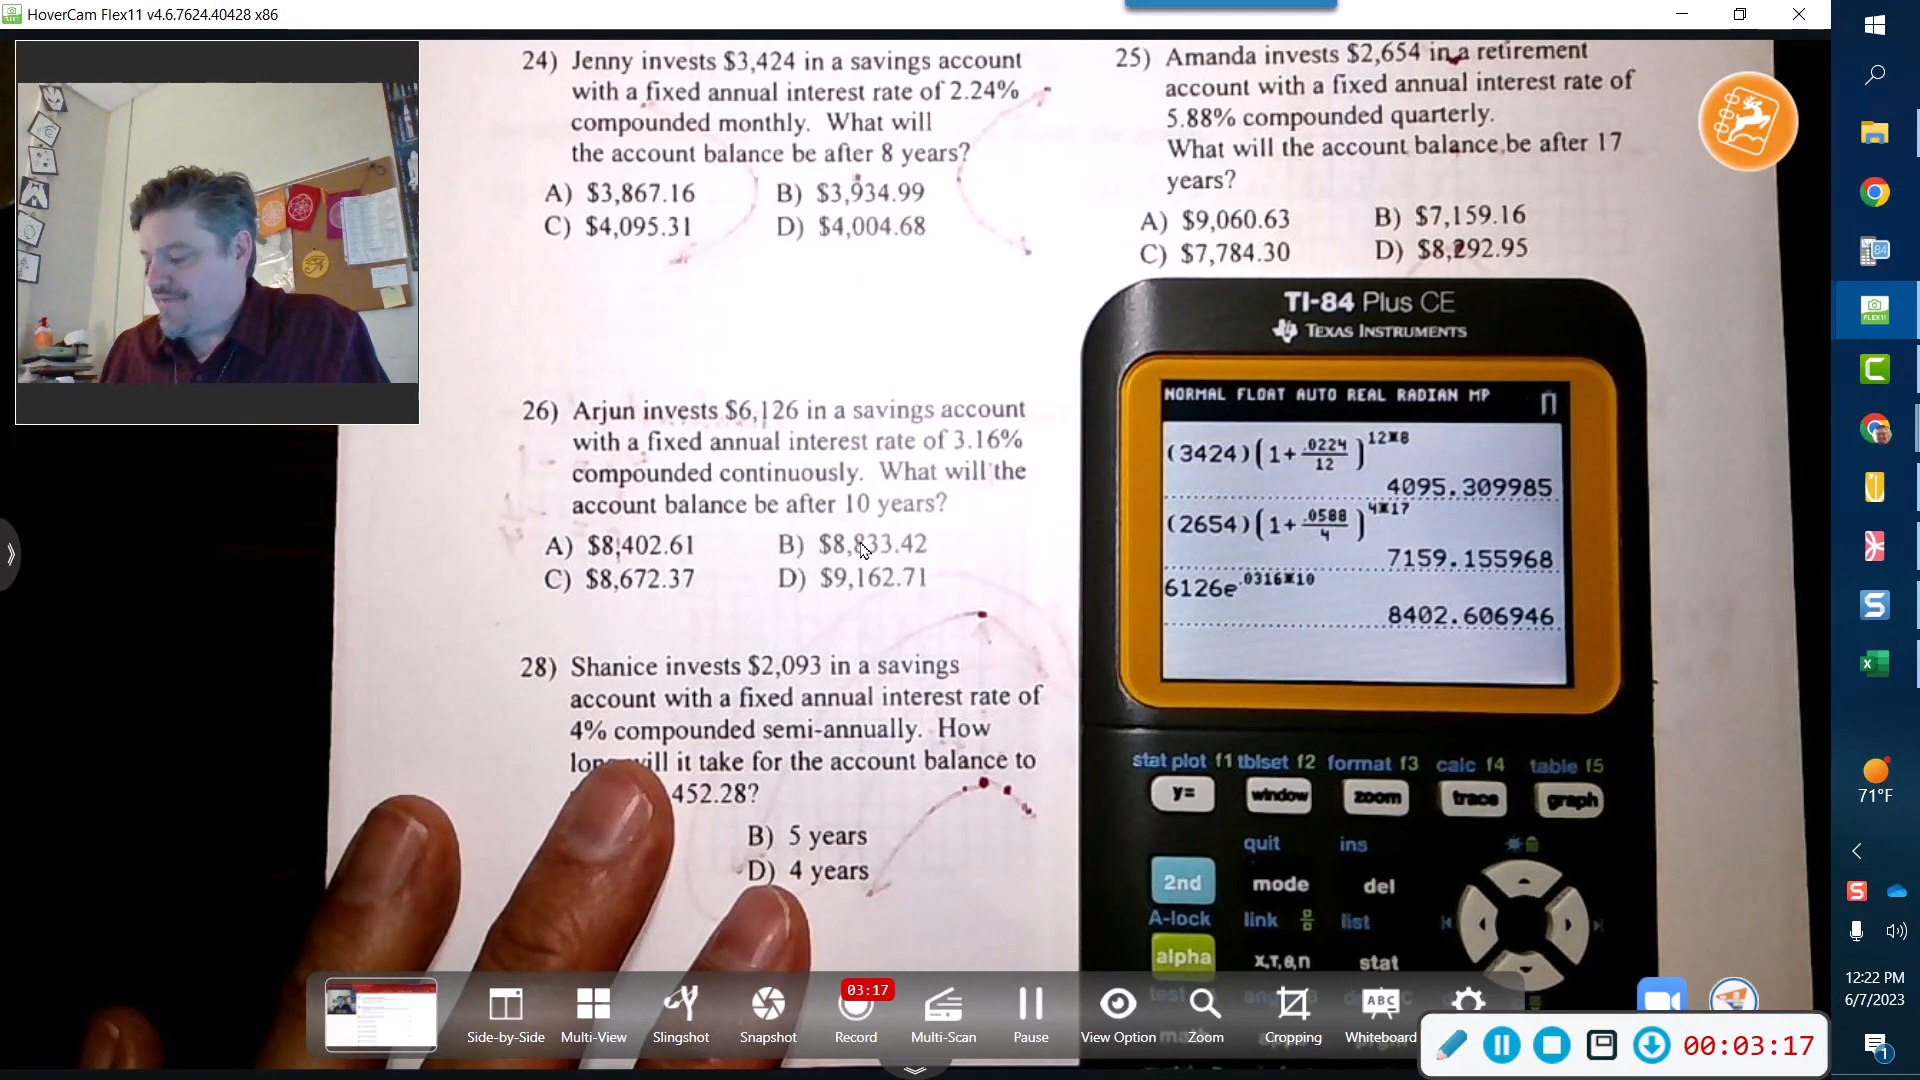 HoverCam Flex11 v4.6.7624.40428 x86
24) Jenny invests $3,424 in a savings account
with a fixed annual interest rate of 2.24%
compounded monthly. What will
the account balance be after 8 years?
A) $3,867.16 B) $3,934.99
C) $4,095.31 D) $4,004.68
25) Amanda invests $2,654 in a retirement
account with a fixed annual interest rate of
5.88% compounded quarterly.
What will the account balance be after 17
years?
A) $9,060.63 B) $7,159.16
C) $7,784.30 D) $8,292.95
26) Arjun invests $6,126 in a savings account
with a fixed annual interest rate of 3.16%
compounded continuously. What will the
account balance be after 10 years?
A) $8,402.61 B) $8,833.42
C) $8,672.37 D) $9,162.71
28) Shanice invests $2,093 in a savings
account with a fixed annual interest rate of
4% compounded semi-annually. How
will it take for the account balance to
452.28?
B) 5 years
D) 4 years
TI-84 Plus CE
TEXAS INSTRUMENTS
NORMAL FLOAT AUTO REAL RADIAN MP
(3424)(1+.0224/12)^12*8
4095.309985
(2654)(1+.0588/4)^4*17
7159.155968
6126e^.0316*10
8402.606946
stat plot f1 tblset f2 format f3 calc f4 table f5
y= window zoom trace graph
quit ins
2nd mode del
A-lock link list
alpha X,T,θ,n stat
test
03:17
Side-by-Side Multi-View Slingshot Snapshot Record Multi-Scan Pause View Option Zoom Cropping Whiteboard
ABC
00:03:17
84
FLEX11
71°F
12:22 PM
6/7/2023
1